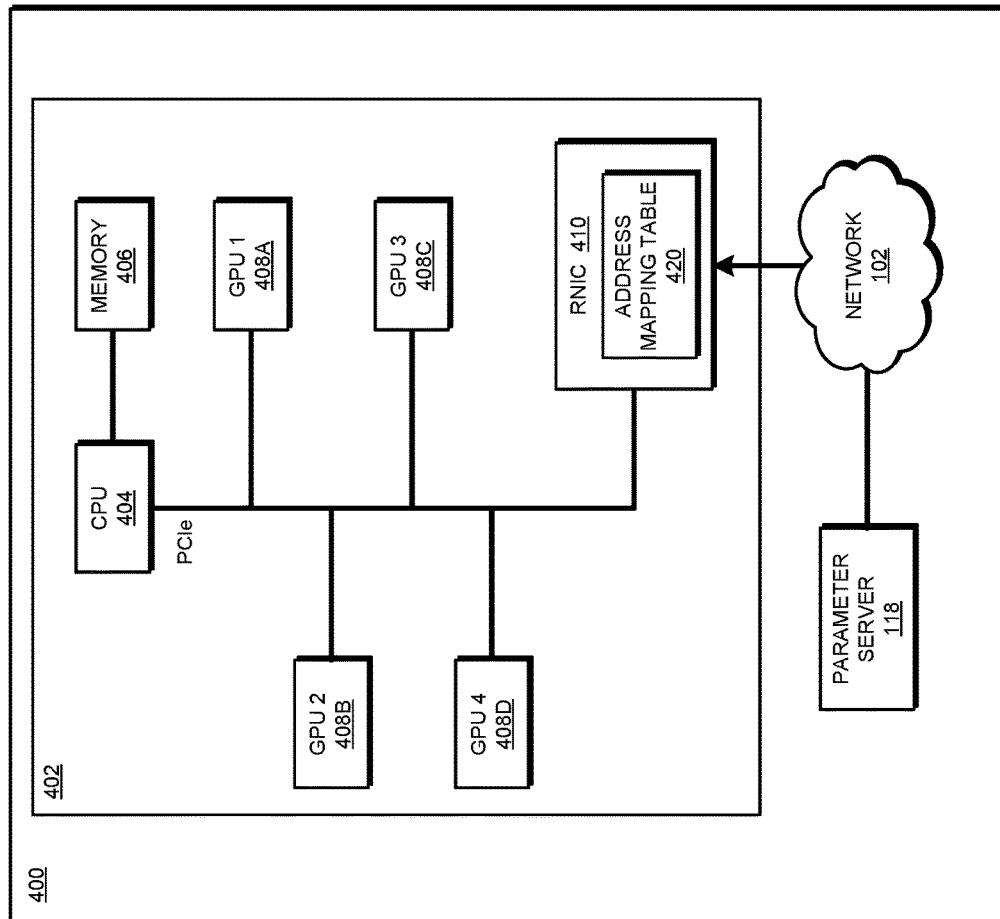 400
402
CPU
404
MEMORY
406
PCIe
GPU 1
408A
GPU 2
408B
GPU 3
408C
GPU 4
408D
RNIC 410
ADDRESS
MAPPING TABLE
420
NETWORK
102
PARAMETER
SERVER
118